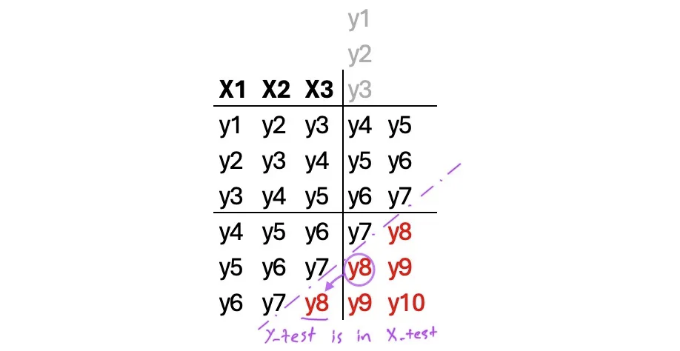 y1
y2
X1 X2 X3 y3
y1 y2 y3 y4 y5
y2 y3 y4 y5 y6
y3 y4 y5 y6 y7
y4 y5 y6 y7 y8
y5 y6 y7 y8 y9
y6 y7 y8 y9 y10
Y_test is in X_test